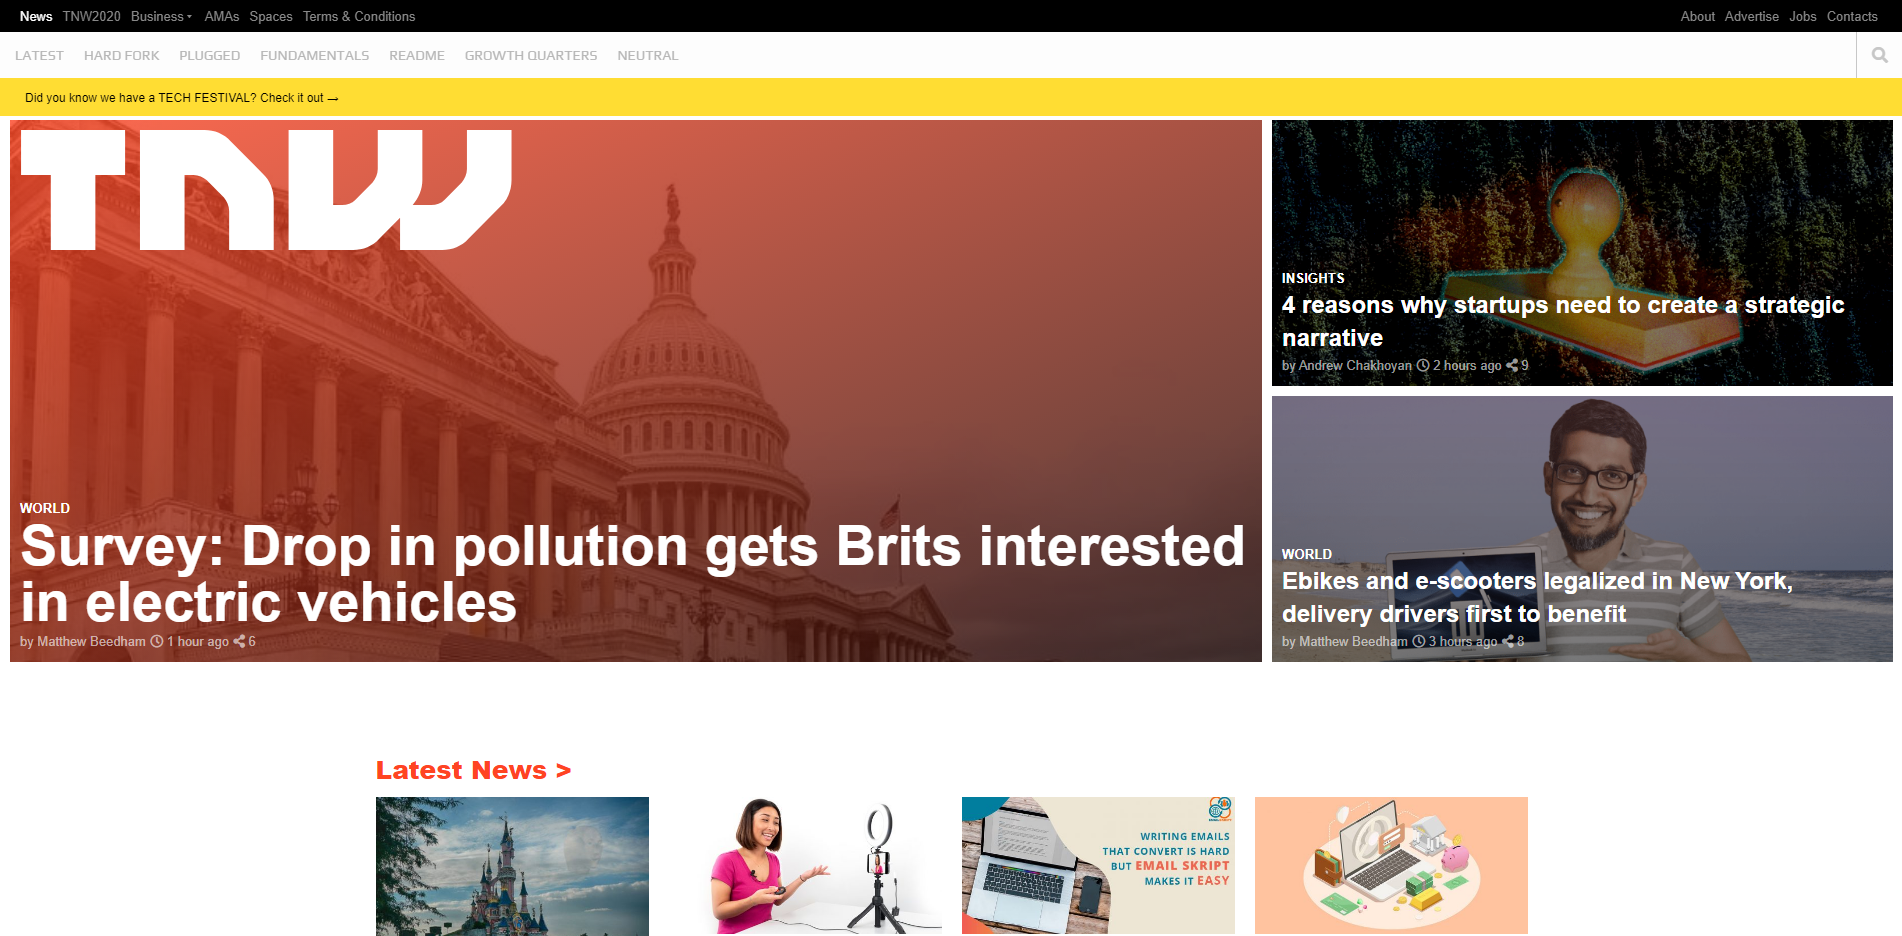 News TNW2020 Business AMAs Spaces Terms & Conditions About Advertise Jobs Contacts
LATEST HARD FORK PLUGGED FUNDAMENTALS README GROWTH QUARTERS NEUTRAL
Did you know we have a TECH FESTIVAL? Check it out →
TNW
WORLD
Survey: Drop in pollution gets Brits interested
in electric vehicles
by Matthew Beedham 1 hour ago 6
INSIGHTS
4 reasons why startups need to create a strategic
narrative
by Andrew Chakhoyan 2 hours ago 9
WORLD
Ebikes and e-scooters legalized in New York,
delivery drivers first to benefit
by Matthew Beedham 3 hours ago 8
Latest News >
WRITING EMAILS
THAT CONVERT IS HARD
BUT EMAIL SKRIPT
MAKES IT EASY